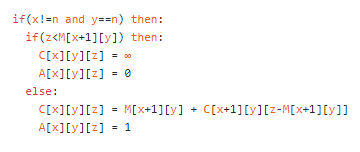 if(x!=n and y==n) then:
if(z<M[x+1][y]) then:
C[x][y][z] = ∞
A[x][y][z] = 0
else:
C[x][y][z] = M[x+1][y] + C[x+1][y][z-M[x+1][y]]
A[x][y][z] = 1